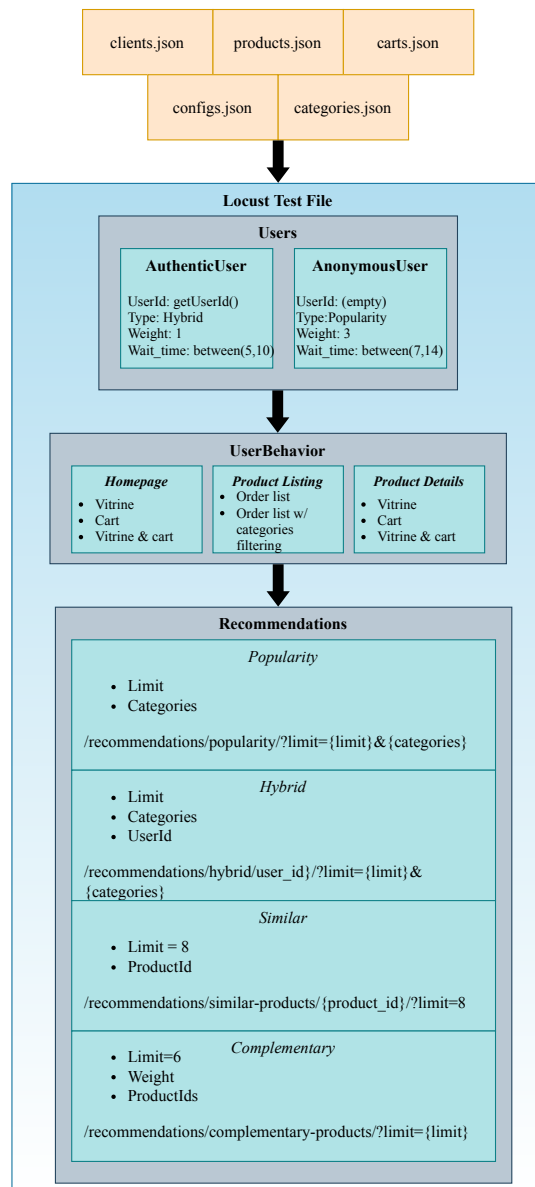 clients.json
products.json
carts.json
configs.json
categories.json
Locust Test File
Users
AuthenticUser
UserId: getUserId()
Type: Hybrid
Weight: 1
Wait_time: between(5,10)
AnonymousUser
UserId: (empty)
Type:Popularity
Weight: 3
Wait_time: between(7,14)
UserBehavior
Homepage
• Vitrine
• Cart
• Vitrine & cart
Product Listing
• Order list
• Order list w/
categories
filtering
Product Details
• Vitrine
• Cart
• Vitrine & cart
Recommendations
Popularity
• Limit
• Categories
/recommendations/popularity/?limit={limit}&{categories}
Hybrid
• Limit
• Categories
• UserId
/recommendations/hybrid/user_id}/?limit={limit}&
{categories}
Similar
• Limit = 8
• ProductId
/recommendations/similar-products/{product_id}/?limit=8
Complementary
• Limit=6
• Weight
• ProductIds
/recommendations/complementary-products/?limit={limit}